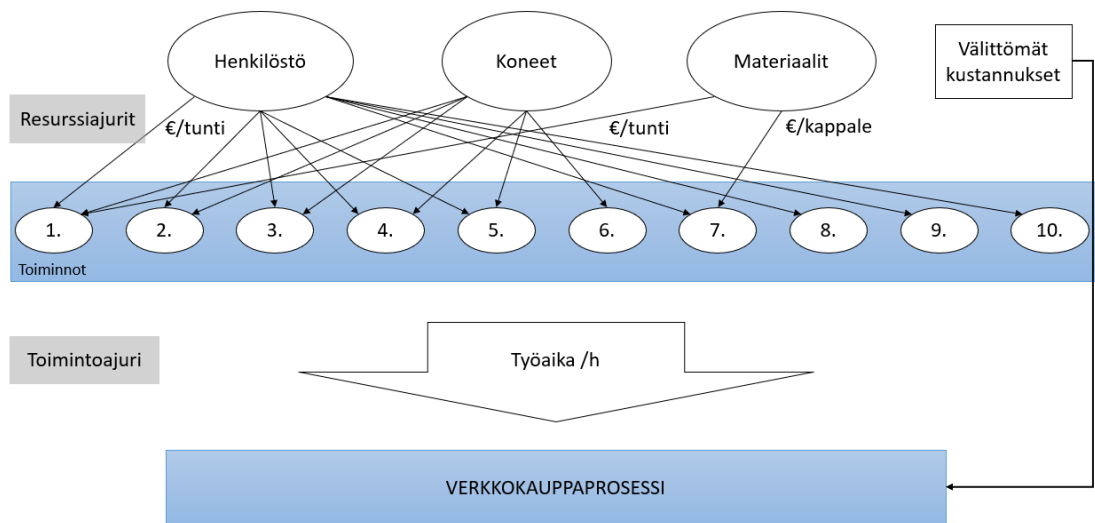 Henkilöstö
Koneet
Materiaalit
Välittömät
kustannukset
Resurssiajurit
€/tunti
€/tunti
€/kappale
1.
2.
3.
4.
5.
6.
7.
8.
9.
10.
Toiminnot
Toimintoajuri
Työaika /h
VERKKOKAUPPAPROSESSI